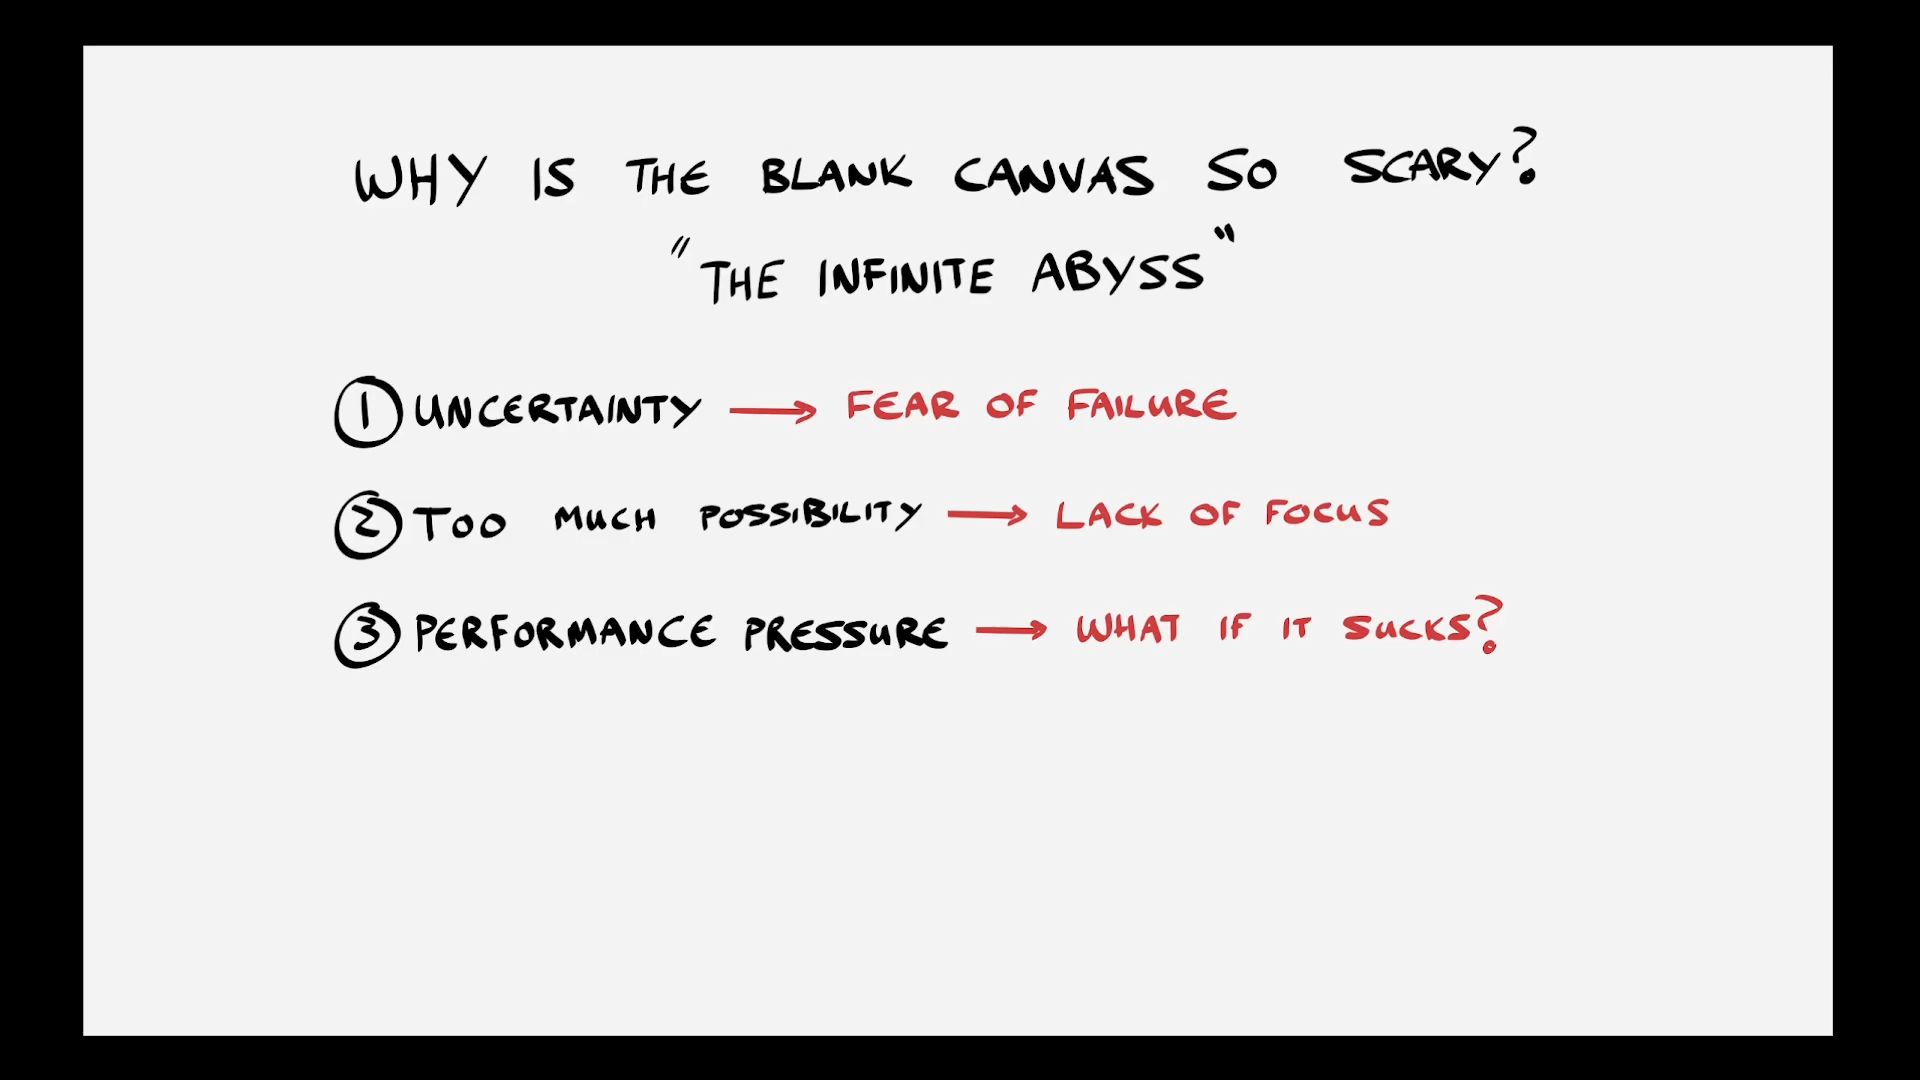 WHY IS THE BLANK CANVAS SO SCARY?
"THE INFINITE ABYSS"
1 UNCERTAINTY → FEAR OF FAILURE
2 TOO MUCH POSSIBILITY → LACK OF FOCUS
3 PERFORMANCE PRESSURE → WHAT IF IT SUCKS?